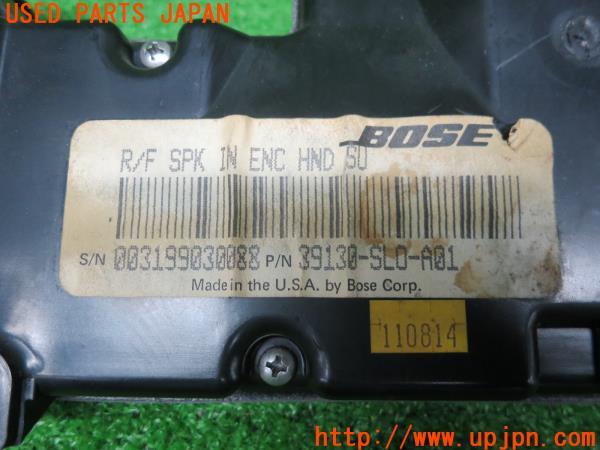 USED PARTS JAPAN
BOSE
R/F SPK IN ENC HND SU
S/N 003199030088 P/N 39130-SL0-A01
Made in the U.S.A. by Bose Corp.
110814
http://www.upjpn.com